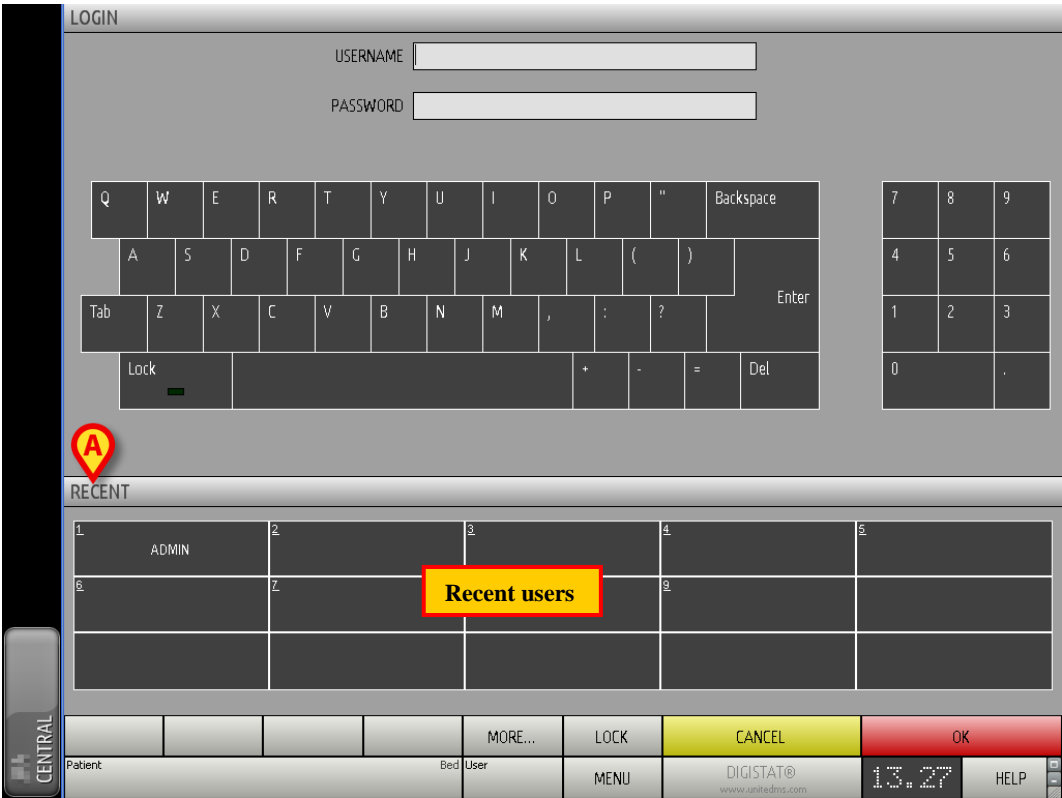 LOGIN
USERNAME
PASSWORD
Q W E R T Y U I O P " Backspace 7 8 9
A S D F G H J K L ( ) Enter 4 5 6
Tab Z X C V B N M , : ? 1 2 3
Lock + - = Del 0 .
A
RECENT
1 ADMIN 2 3 4 5
6 7 9
Recent users
MORE... LOCK CANCEL OK
CENTRAL
Patient Bed User MENU DIGISTAT® 13.27 HELP
www.unitedms.com